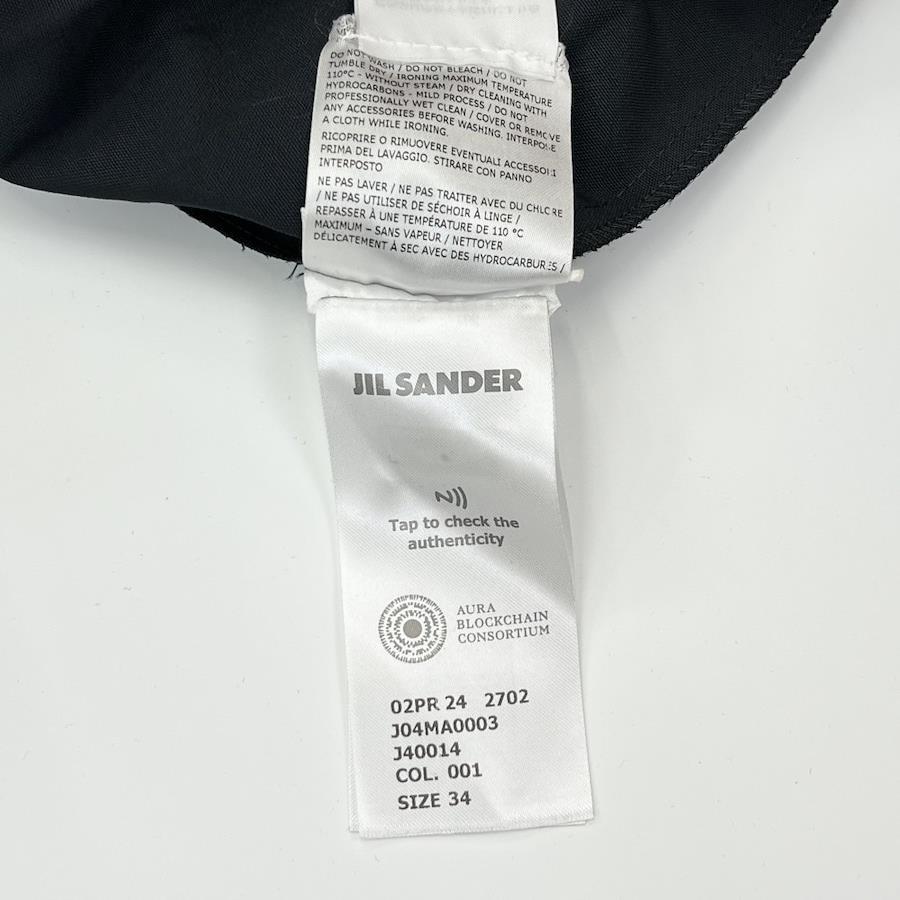 DO NOT WASH / DO NOT BLEACH / DO NOT
TUMBLE DRY / IRONING MAXIMUM TEMPERATURE
110°C - WITHOUT STEAM / DRY CLEANING WITH
HYDROCARBONS - MILD PROCESS / DO NOT
PROFESSIONALLY WET CLEAN / COVER OR REMOVE
ANY ACCESSORIES BEFORE WASHING. INTERPOSE
A CLOTH WHILE IRONING.
RICOPRIRE O RIMUOVERE EVENTUALI ACCESSORI
PRIMA DEL LAVAGGIO. STIRARE CON PANNO
INTERPOSTO
NE PAS LAVER / NE PAS TRAITER AVEC DU CHLORE
/ NE PAS UTILISER DE SÉCHOIR À LINGE /
REPASSER À UNE TEMPÉRATURE DE 110 °C
MAXIMUM – SANS VAPEUR / NETTOYER
DÉLICATEMENT À SEC AVEC DES HYDROCARBURES /
JIL SANDER
Tap to check the
authenticity
AURA
BLOCKCHAIN
CONSORTIUM
02PR 24 2702
J04MA0003
J40014
COL. 001
SIZE 34